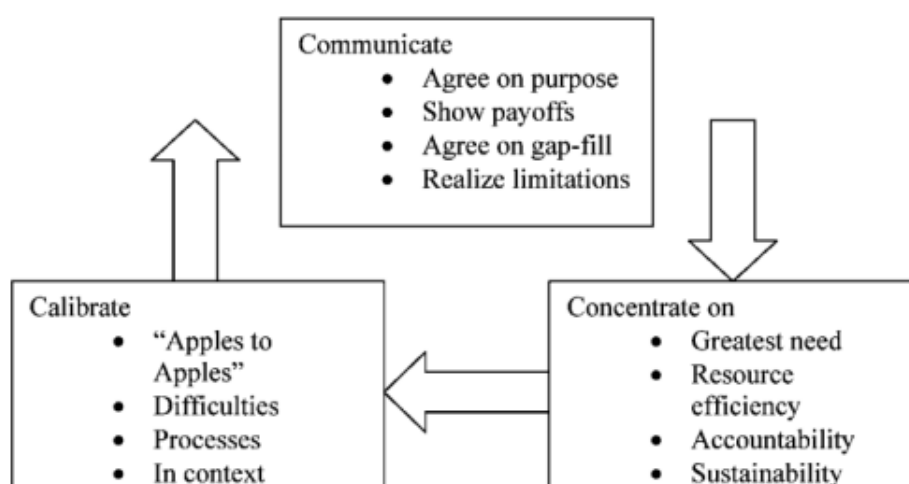 Communicate
• Agree on purpose
• Show payoffs
• Agree on gap-fill
• Realize limitations
Calibrate
• “Apples to
Apples”
• Difficulties
• Processes
• In context
Concentrate on
• Greatest need
• Resource
efficiency
• Accountability
• Sustainability